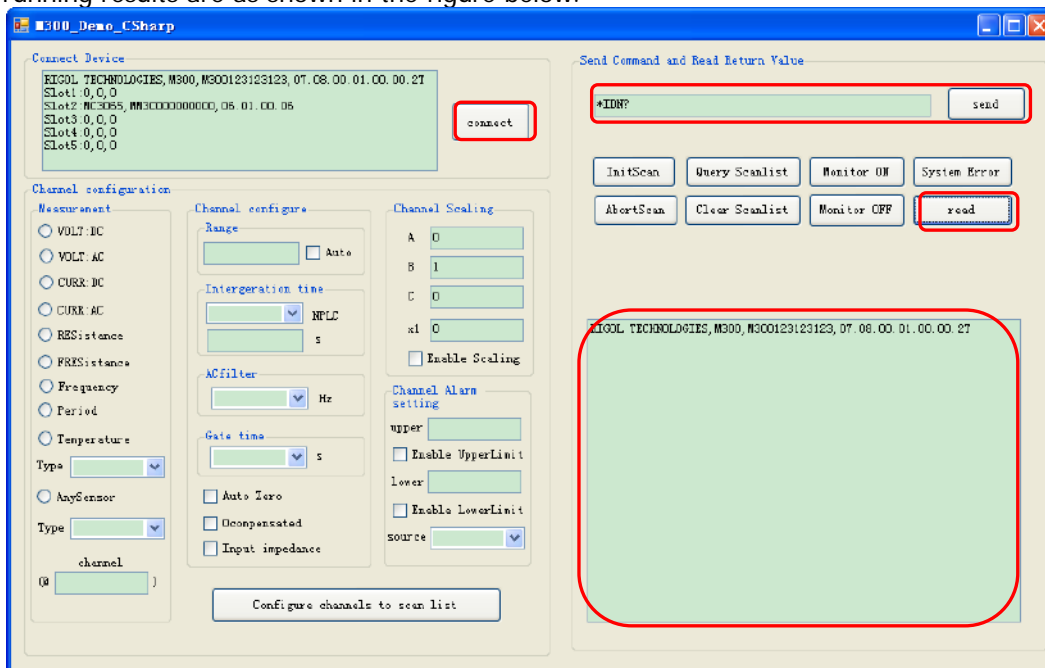 running results are as shown in the figure below.
M300_Demo_CSharp
Connect Device
RIGOL TECHNOLOGIES,M300,M300123123123,07.08.00.01.00.00.27
Slot1:0,0,0
Slot2:MC3065,MM3C0000000000,06.01.00.06
Slot3:0,0,0
Slot4:0,0,0
Slot5:0,0,0
connect
Channel configuration
Measurement
VOLT:DC
VOLT:AC
CURR:DC
CURR:AC
RESistance
FRESistance
Frequency
Period
Temperature
Type
AnySensor
Type
channel
(@ )
Channel configure
Range
Auto
Intergeration time
NPLC
s
ACfilter
Hz
Gate time
s
Auto Zero
Ocompensated
Input impedance
Channel Scaling
A 0
B 1
C 0
x1 0
Enable Scaling
Channel Alarm
setting
upper
Enable UpperLimit
lower
Enable LowerLimit
source
Configure channels to scan list
Send Command and Read Return Value
*IDN? send
InitScan Query Scanlist Monitor ON System Error
AbortScan Clear Scanlist Monitor OFF read
RIGOL TECHNOLOGIES,M300,M300123123123,07.08.00.01.00.00.27